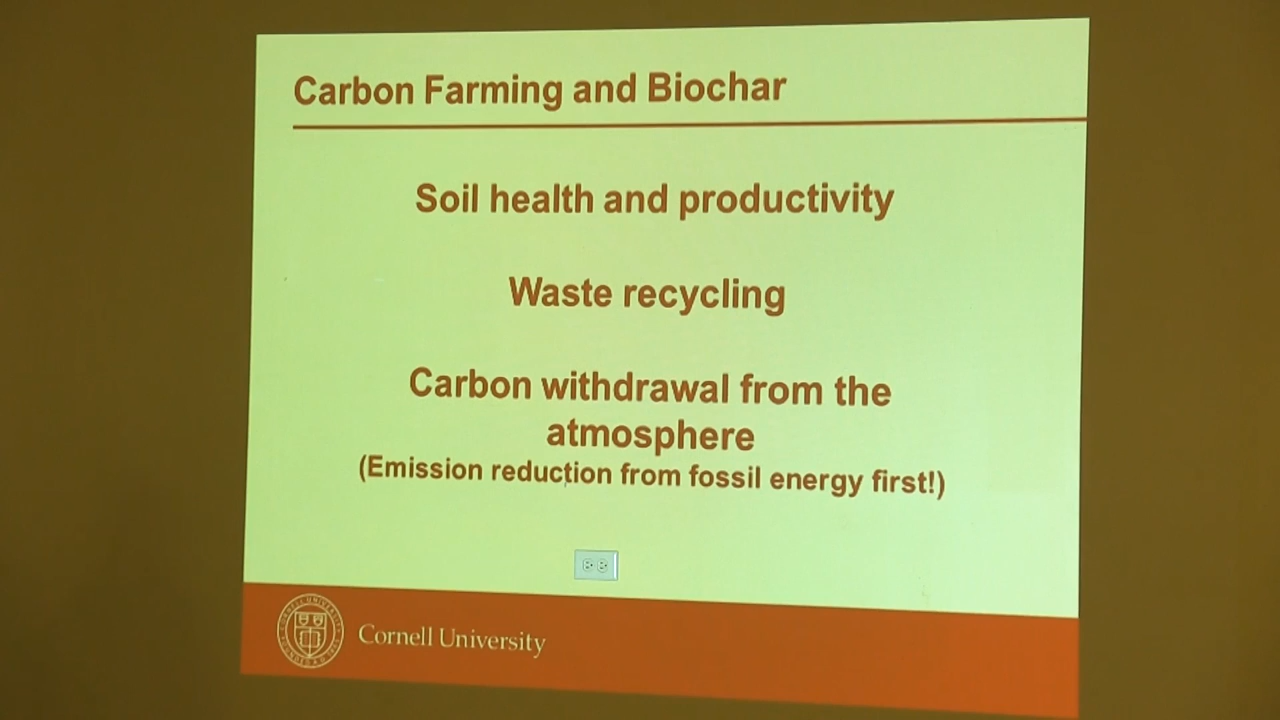 Carbon Farming and Biochar
Soil health and productivity
Waste recycling
Carbon withdrawal from the
atmosphere
(Emission reduction from fossil energy first!)
Cornell University